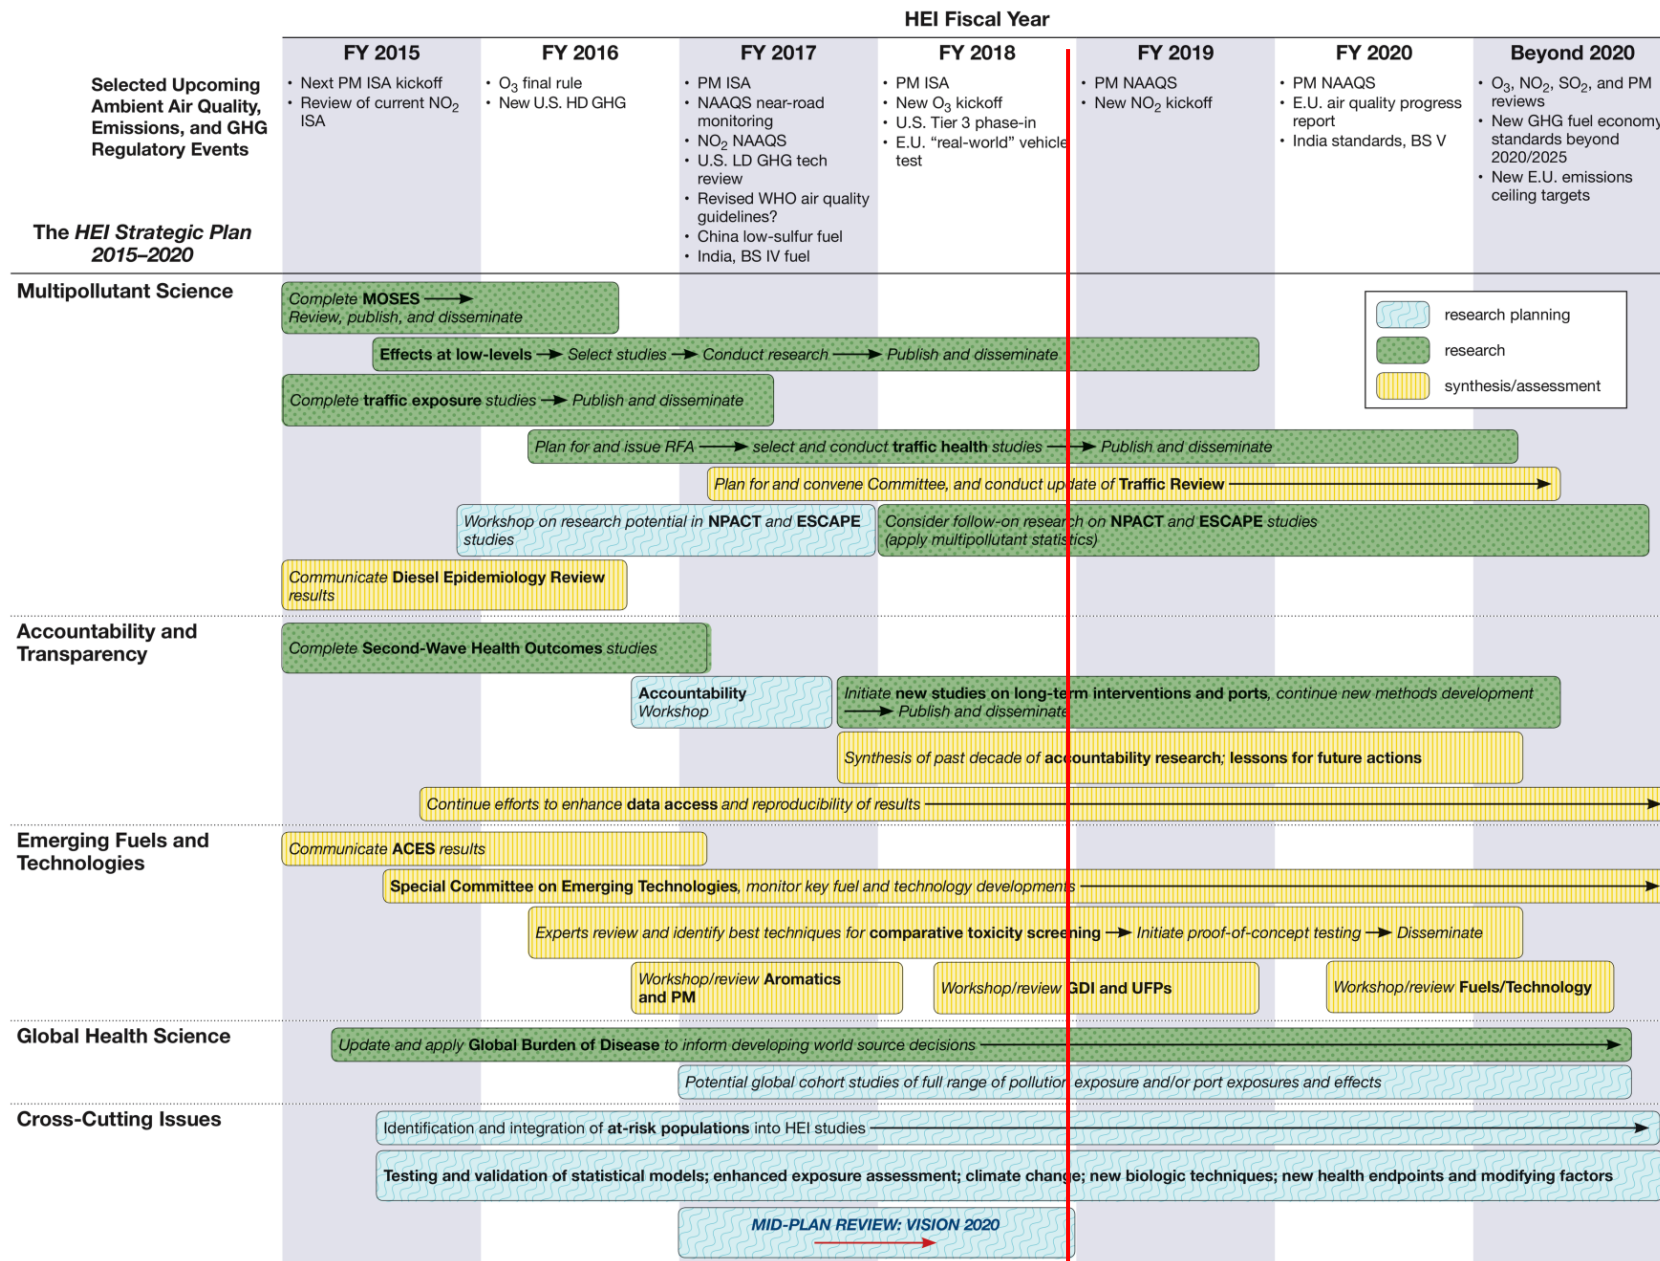 HEI Fiscal Year
FY 2015
FY 2016
FY 2017
FY 2018
FY 2019
FY 2020
Beyond 2020
Selected Upcoming
Ambient Air Quality,
Emissions, and GHG
Regulatory Events
• Next PM ISA kickoff
• Review of current NO₂
ISA
• O₃ final rule
• New U.S. HD GHG
• PM ISA
• NAAQS near-road
monitoring
• NO₂ NAAQS
• U.S. LD GHG tech
review
• Revised WHO air quality
guidelines?
• China low-sulfur fuel
• India, BS IV fuel
• PM ISA
• New O₃ kickoff
• U.S. Tier 3 phase-in
• E.U. “real-world” vehicle
test
• PM NAAQS
• New NO₂ kickoff
• PM NAAQS
• E.U. air quality progress
report
• India standards, BS V
• O₃, NO₂, SO₂, and PM
reviews
• New GHG fuel economy
standards beyond
2020/2025
• New E.U. emissions
ceiling targets
The HEI Strategic Plan
2015–2020
Multipollutant Science
Complete MOSES →
Review, publish, and disseminate
research planning
research
synthesis/assessment
Effects at low-levels → Select studies → Conduct research → Publish and disseminate
Complete traffic exposure studies → Publish and disseminate
Plan for and issue RFA → select and conduct traffic health studies → Publish and disseminate
Plan for and convene Committee, and conduct update of Traffic Review →
Workshop on research potential in NPACT and ESCAPE
studies
Consider follow-on research on NPACT and ESCAPE studies
(apply multipollutant statistics)
Communicate Diesel Epidemiology Review
results
Accountability and
Transparency
Complete Second-Wave Health Outcomes studies
Accountability
Workshop
Initiate new studies on long-term interventions and ports, continue new methods development
→ Publish and disseminate
Synthesis of past decade of accountability research; lessons for future actions
Continue efforts to enhance data access and reproducibility of results →
Emerging Fuels and
Technologies
Communicate ACES results
Special Committee on Emerging Technologies, monitor key fuel and technology developments →
Experts review and identify best techniques for comparative toxicity screening → Initiate proof-of-concept testing → Disseminate
Workshop/review Aromatics
and PM
Workshop/review GDI and UFPs
Workshop/review Fuels/Technology
Global Health Science
Update and apply Global Burden of Disease to inform developing world source decisions →
Potential global cohort studies of full range of pollution exposure and/or port exposures and effects
Cross-Cutting Issues
Identification and integration of at-risk populations into HEI studies →
Testing and validation of statistical models; enhanced exposure assessment; climate change; new biologic techniques; new health endpoints and modifying factors
MID-PLAN REVIEW: VISION 2020